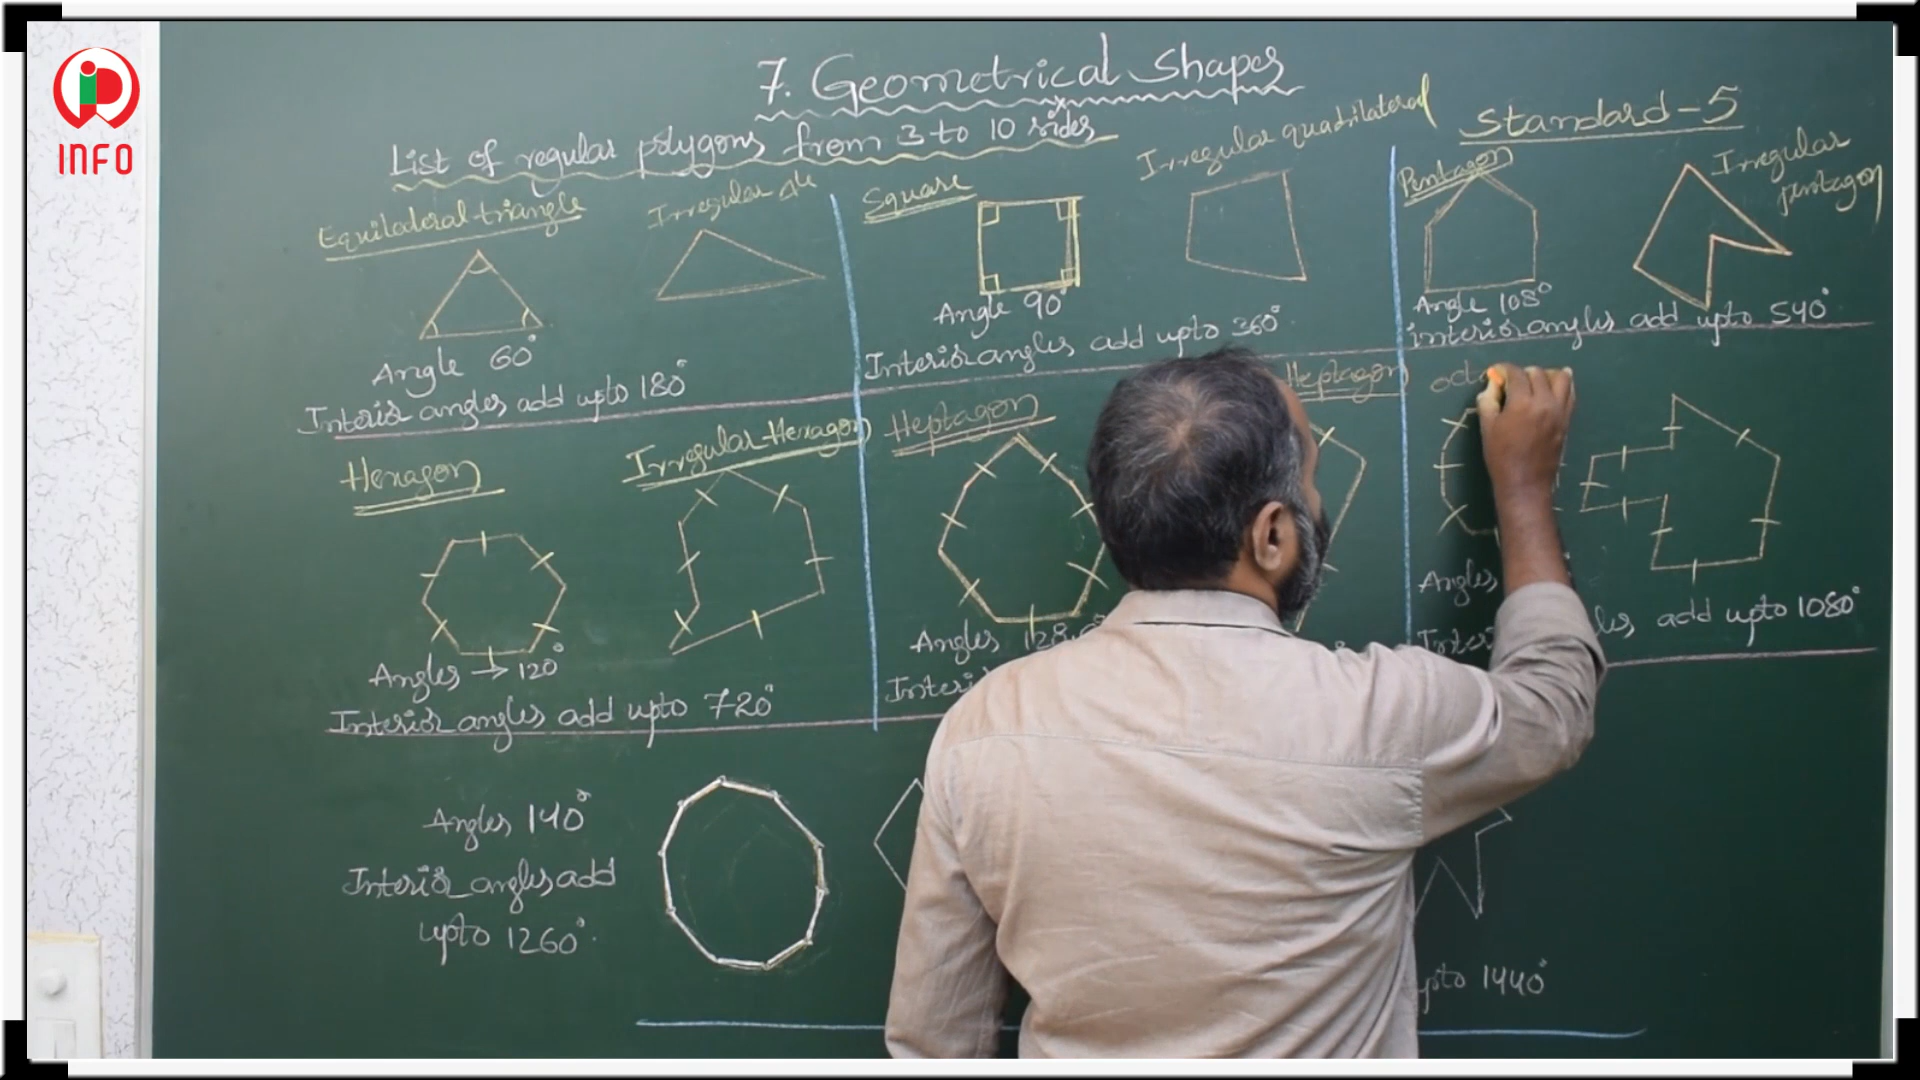 INFO
7. Geometrical Shapes
Standard-5
List of regular polygons from 3 to 10 sides
Equilateral triangle
Irregular
Angle 60°
Interior angles add upto 180°
Square
Irregular quadrilateral
Angle 90°
Interior angles add upto 360°
Pentagon
Irregular
pentagon
Angle 108°
interior angles add upto 540°
Hexagon
Irregular Hexagon
Angles → 120°
Interior angles add upto 720°
Heptagon
Heptagon
Angles
octa
Angles
add upto 1080°
Angles 140°
Interior angles add
upto 1260°.
upto 1440°